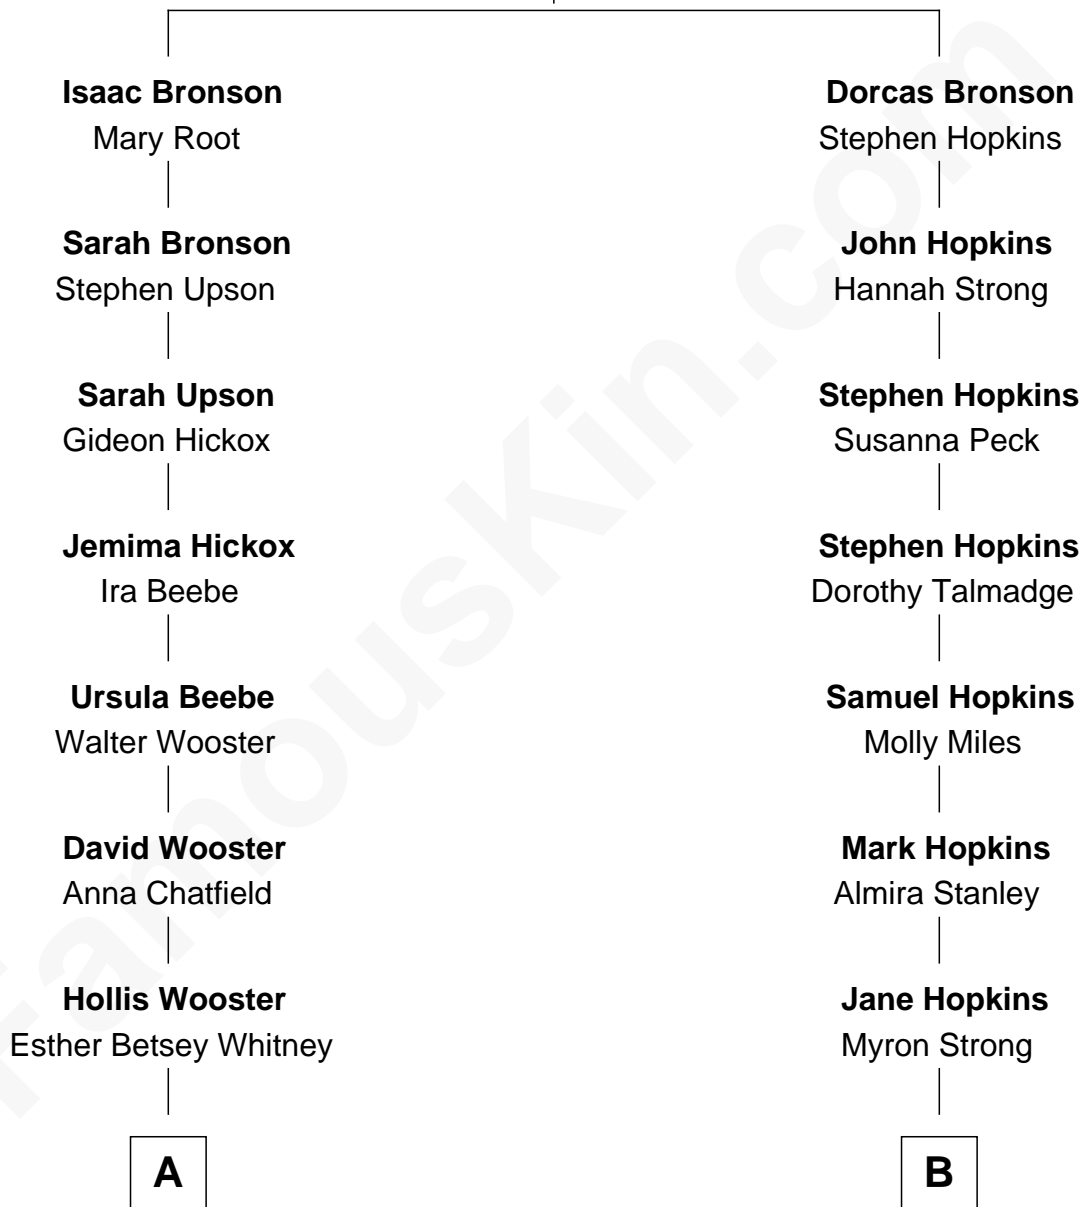 Isaac Bronson
Mary Root
Sarah Bronson
Stephen Upson
Sarah Upson
Gideon Hickox
Jemima Hickox
Ira Beebe
Ursula Beebe
Walter Wooster
David Wooster
Anna Chatfield
Hollis Wooster
Esther Betsey Whitney
A
Dorcas Bronson
Stephen Hopkins
John Hopkins
Hannah Strong
Stephen Hopkins
Susanna Peck
Stephen Hopkins
Dorothy Talmadge
Samuel Hopkins
Molly Miles
Mark Hopkins
Almira Stanley
Jane Hopkins
Myron Strong
B
FamousKin.com